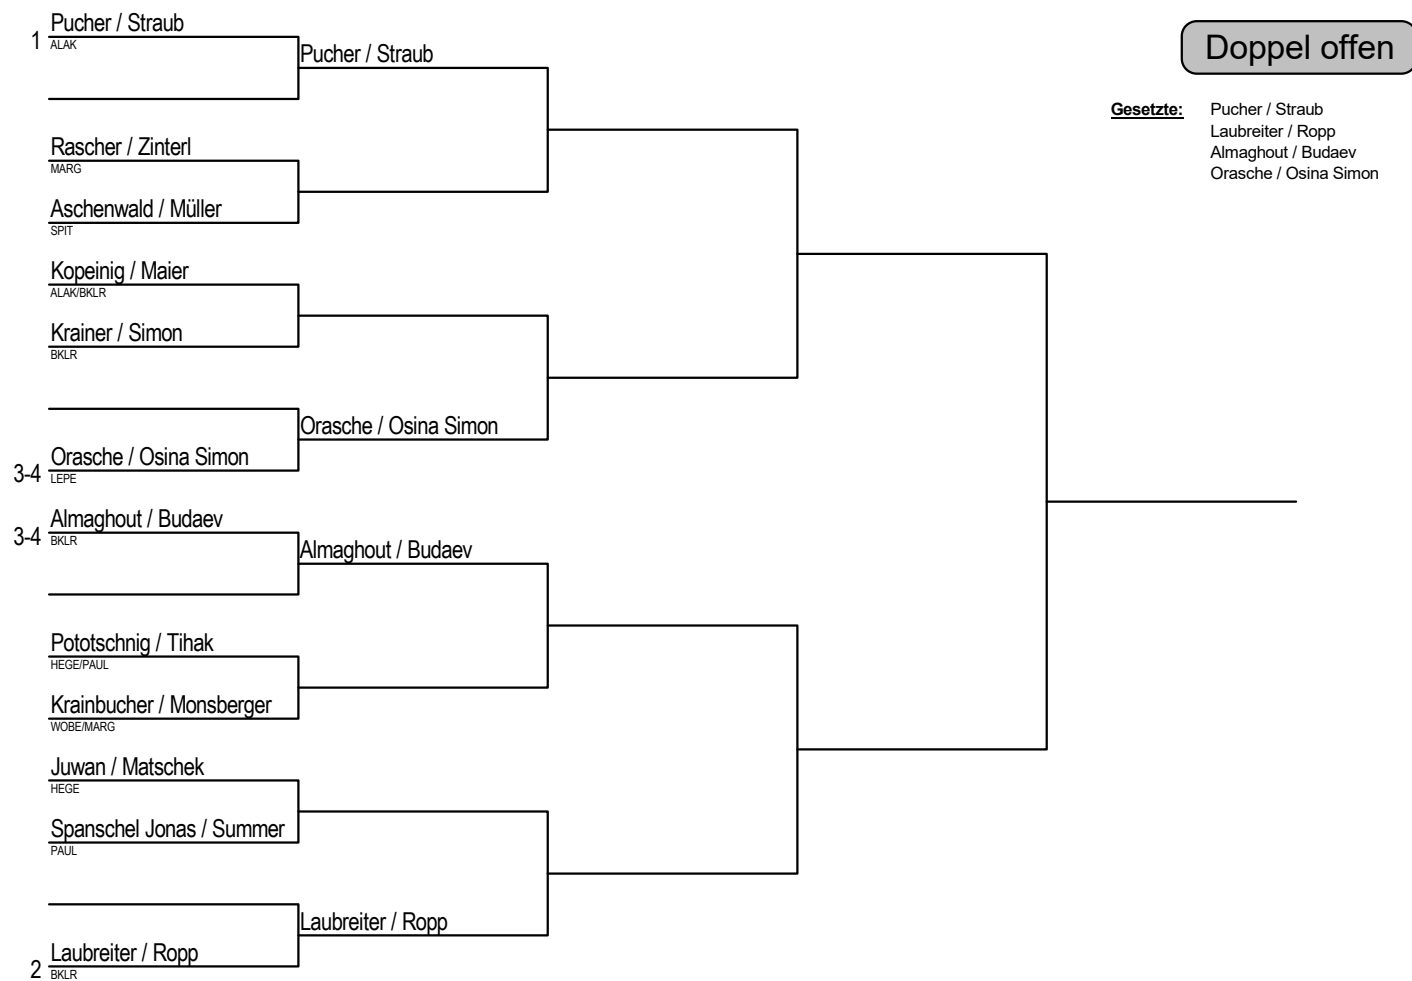 Doppel offen
Gesetzte: Pucher / Straub
Laubreiter / Ropp
Almaghout / Budaev
Orasche / Osina Simon
Pucher / Straub
1
ALAK
Pucher / Straub
Rascher / Zinterl
MARG
Aschenwald / Müller
SPIT
Kopeinig / Maier
ALAK/BKLR
Krainer / Simon
BKLR
Orasche / Osina Simon
Orasche / Osina Simon
3-4
LEPE
Almaghout / Budaev
3-4
BKLR
Almaghout / Budaev
Pototschnig / Tihak
HEGE/PAUL
Krainbucher / Monsberger
WOBE/MARG
Juwan / Matschek
HEGE
Spanschel Jonas / Summer
PAUL
Laubreiter / Ropp
Laubreiter / Ropp
2
BKLR